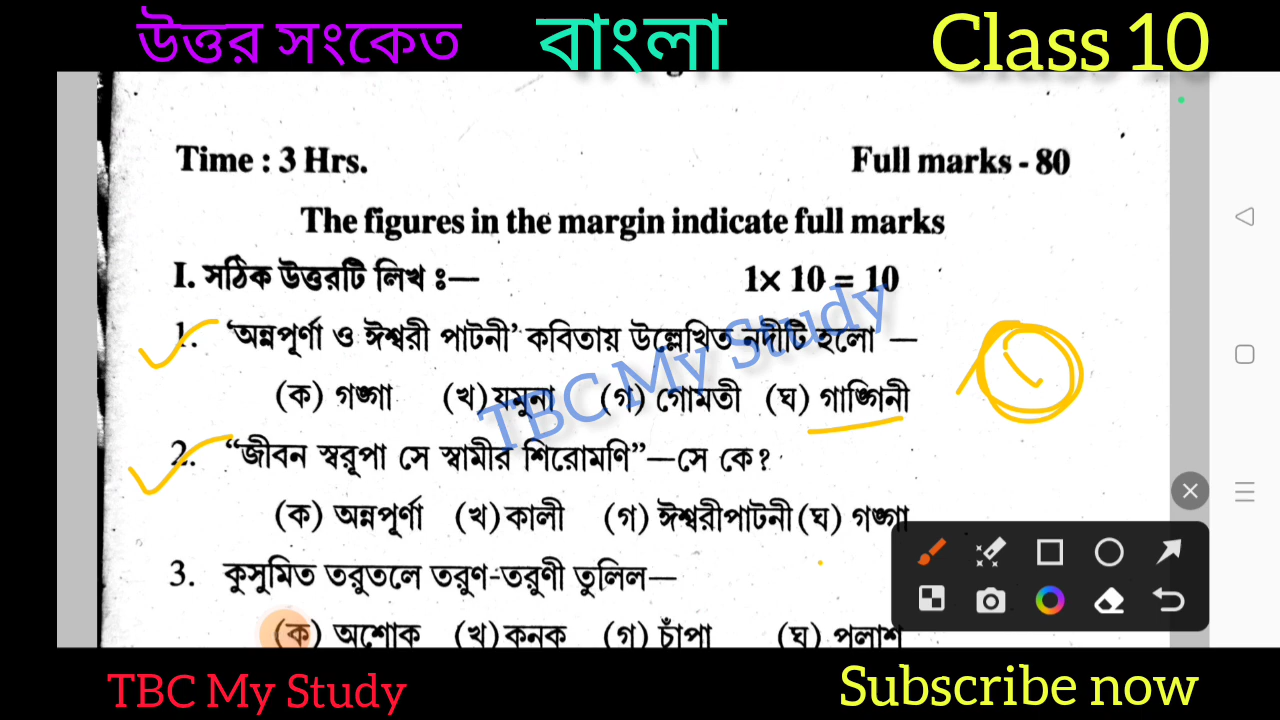 উত্তর সংকেত বাংলা Class 10
Time : 3 Hrs. Full marks - 80
The figures in the margin indicate full marks
I. সঠিক উত্তরটি লিখ ঃ— 1× 10 = 10
1. ‘অন্নপূর্ণা ও ঈশ্বরী পাটনী’ কবিতায় উল্লেখিত নদীটি হলো —
(ক) গঙ্গা (খ) যমুনা (গ) গোমতী (ঘ) গাঙ্গিনী
2. “জীবন স্বরূপা সে স্বামীর শিরোমণি”—সে কে?
(ক) অন্নপূর্ণা (খ) কালী (গ) ঈশ্বরীপাটনী (ঘ) গঙ্গা
3. কুসুমিত তরুতলে তরুণ-তরুণী তুলিল—
(ক) অশোক (খ) কনক (গ) চাঁপা (ঘ) পলাশ
TBC My Study
TBC My Study Subscribe now